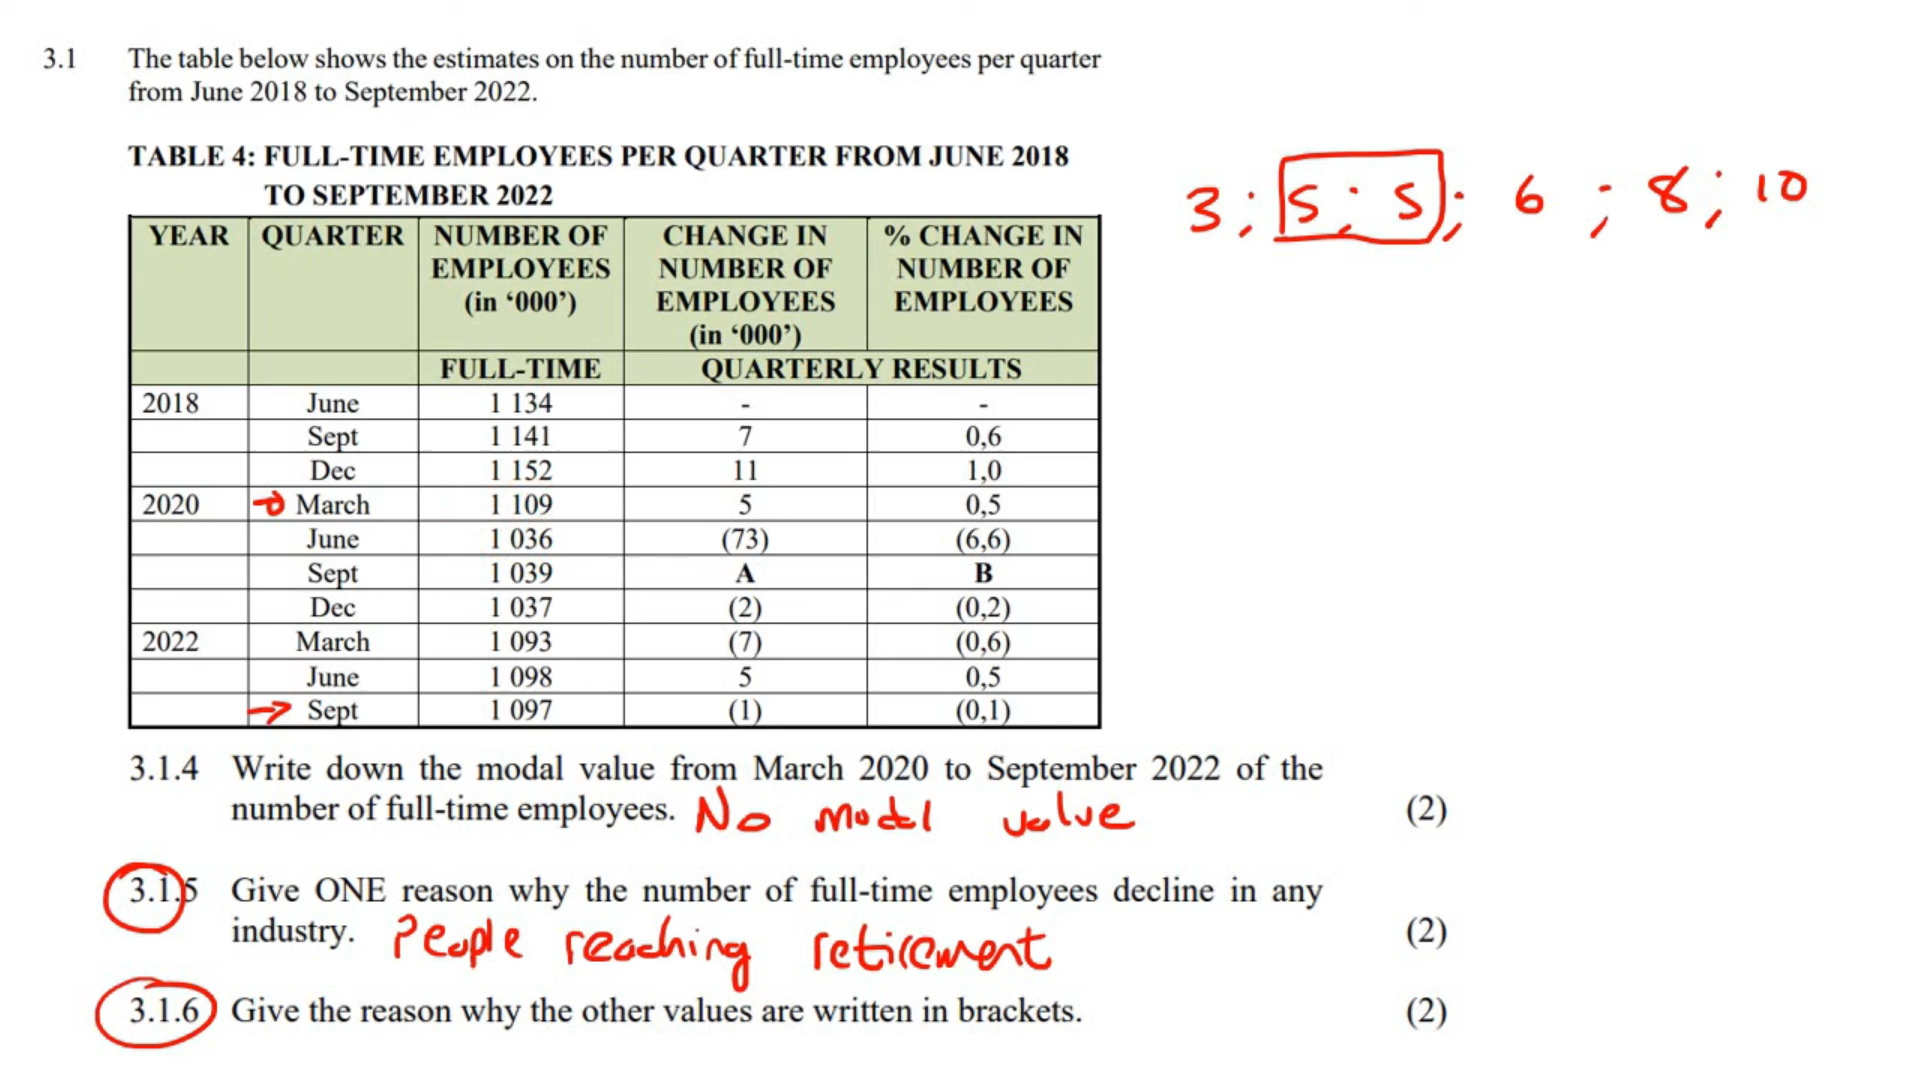 3.1 The table below shows the estimates on the number of full-time employees per quarter
from June 2018 to September 2022.
TABLE 4: FULL-TIME EMPLOYEES PER QUARTER FROM JUNE 2018
TO SEPTEMBER 2022
3 ; 5 ; 5 ; 6 ; 8 ; 10
YEAR QUARTER NUMBER OF EMPLOYEES (in ‘000’) CHANGE IN NUMBER OF EMPLOYEES (in ‘000’) % CHANGE IN NUMBER OF EMPLOYEES
FULL-TIME QUARTERLY RESULTS
2018 June 1 134 - -
Sept 1 141 7 0,6
Dec 1 152 11 1,0
2020 March 1 109 5 0,5
June 1 036 (73) (6,6)
Sept 1 039 A B
Dec 1 037 (2) (0,2)
2022 March 1 093 (7) (0,6)
June 1 098 5 0,5
Sept 1 097 (1) (0,1)
3.1.4 Write down the modal value from March 2020 to September 2022 of the
number of full-time employees. No modal value (2)
3.1.5 Give ONE reason why the number of full-time employees decline in any
industry. People reaching retirement (2)
3.1.6 Give the reason why the other values are written in brackets. (2)